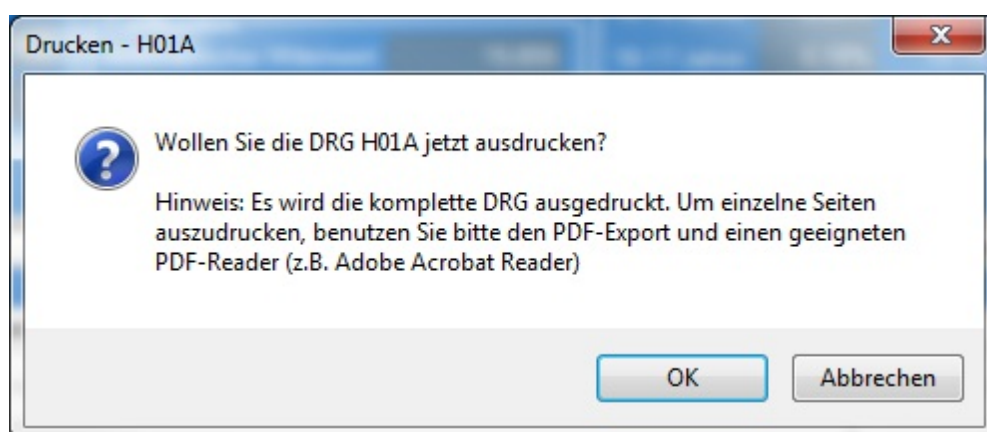 Drucken - H01A
Wollen Sie die DRG H01A jetzt ausdrucken?
Hinweis: Es wird die komplette DRG ausgedruckt. Um einzelne Seiten
auszudrucken, benutzen Sie bitte den PDF-Export und einen geeigneten
PDF-Reader (z.B. Adobe Acrobat Reader)
OK
Abbrechen